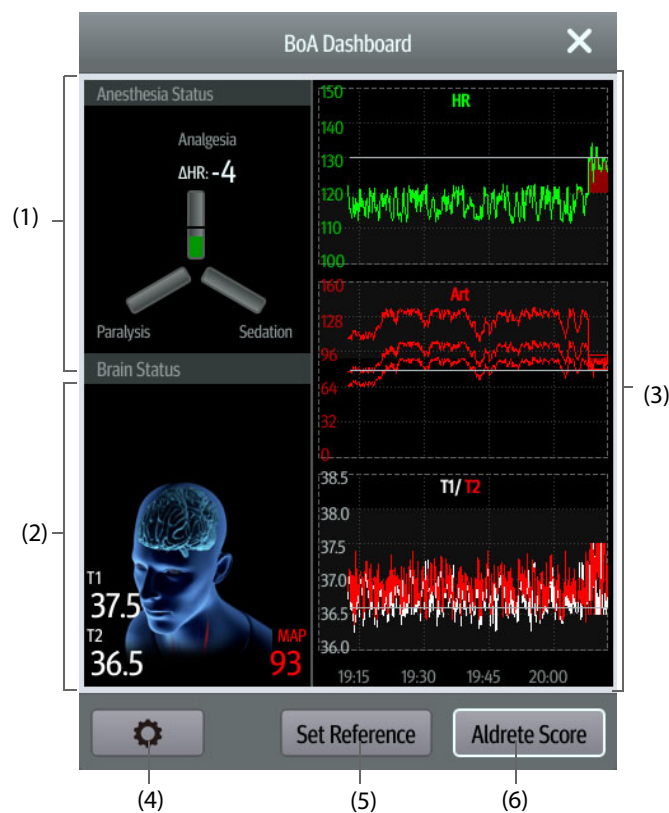 BoA Dashboard
Anesthesia Status
Analgesia
ΔHR: -4
Paralysis
Sedation
Brain Status
T1
37.5
T2
36.5
MAP
93
HR
150
140
130
120
110
100
Art
160
128
96
64
32
0
T1/ T2
38.5
38.0
37.5
37.0
36.5
36.0
19:15 19:30 19:45 20:00
Set Reference
Aldrete Score
(1)
(2)
(3)
(4)
(5)
(6)